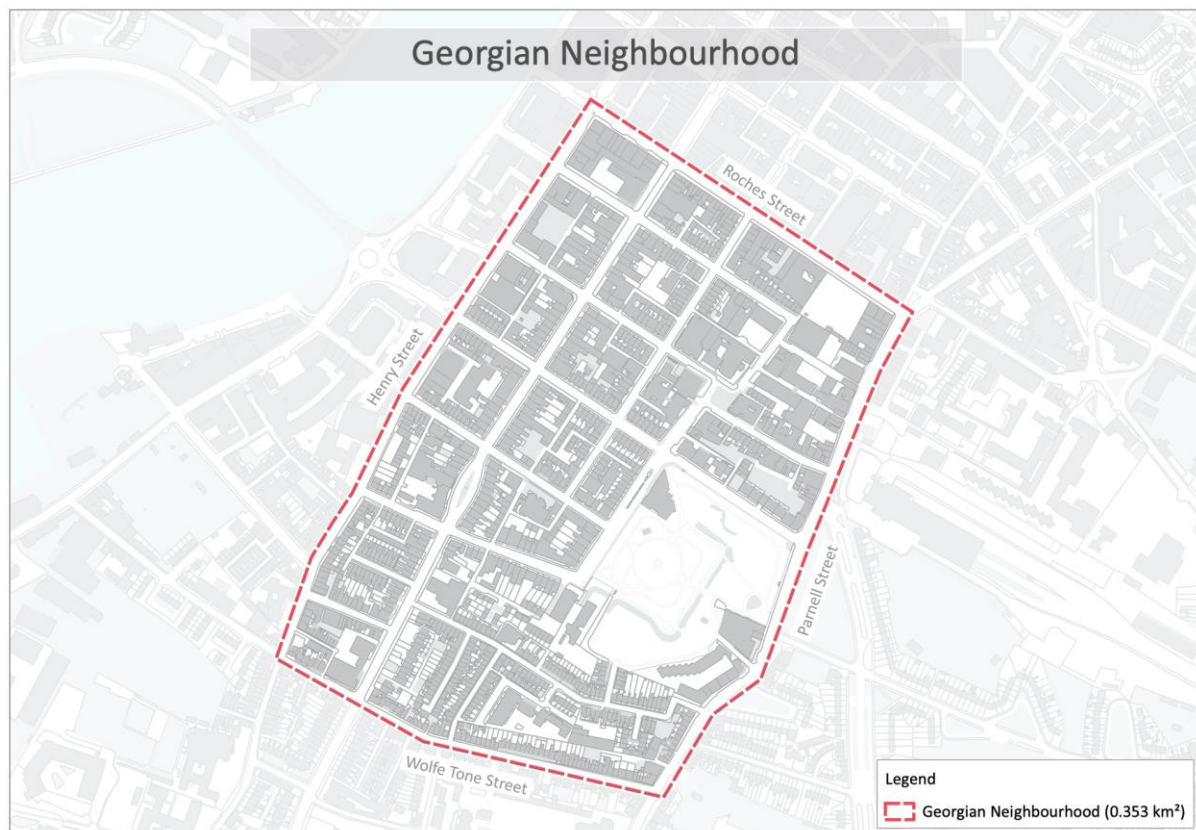 Georgian Neighbourhood
Roches Street
Henry Street
Parnell Street
Wolfe Tone Street
Legend
Georgian Neighbourhood (0.353 km²)